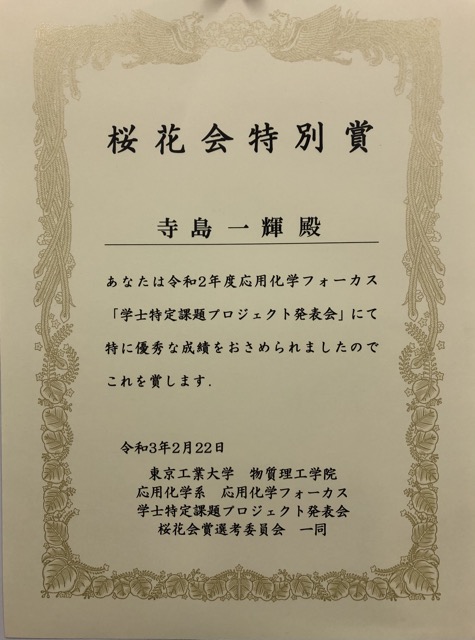 桜花会特別賞
寺島一輝殿
あなたは令和2年度応用化学フォーカス
「学士特定課題プロジェクト発表会」にて
特に優秀な成績をおさめられましたので
これを賞します.
令和3年2月22日
東京工業大学　物質理工学院
応用化学系　応用化学フォーカス
学士特定課題プロジェクト発表会
桜花会賞選考委員会　一同